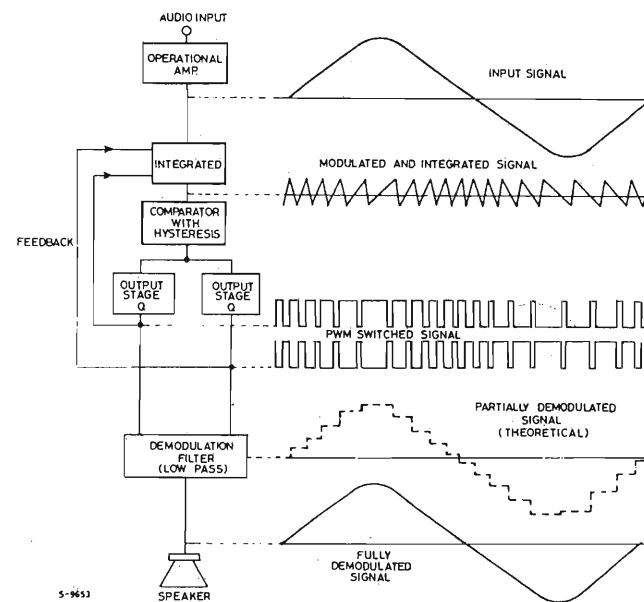 AUDIO INPUT
OPERATIONAL
AMP.
INPUT SIGNAL
INTEGRATED
MODULATED AND INTEGRATED SIGNAL
COMPARATOR
WITH
HYSTERESIS
FEEDBACK
OUTPUT
STAGE
Q
OUTPUT
STAGE
Q
PWM SWITCHED SIGNAL
PARTIALLY DEMODULATED
SIGNAL
(THEORETICAL)
DEMODULATION
FILTER
(LOW PASS)
FULLY
DEMODULATED
SIGNAL
S-9653
SPEAKER